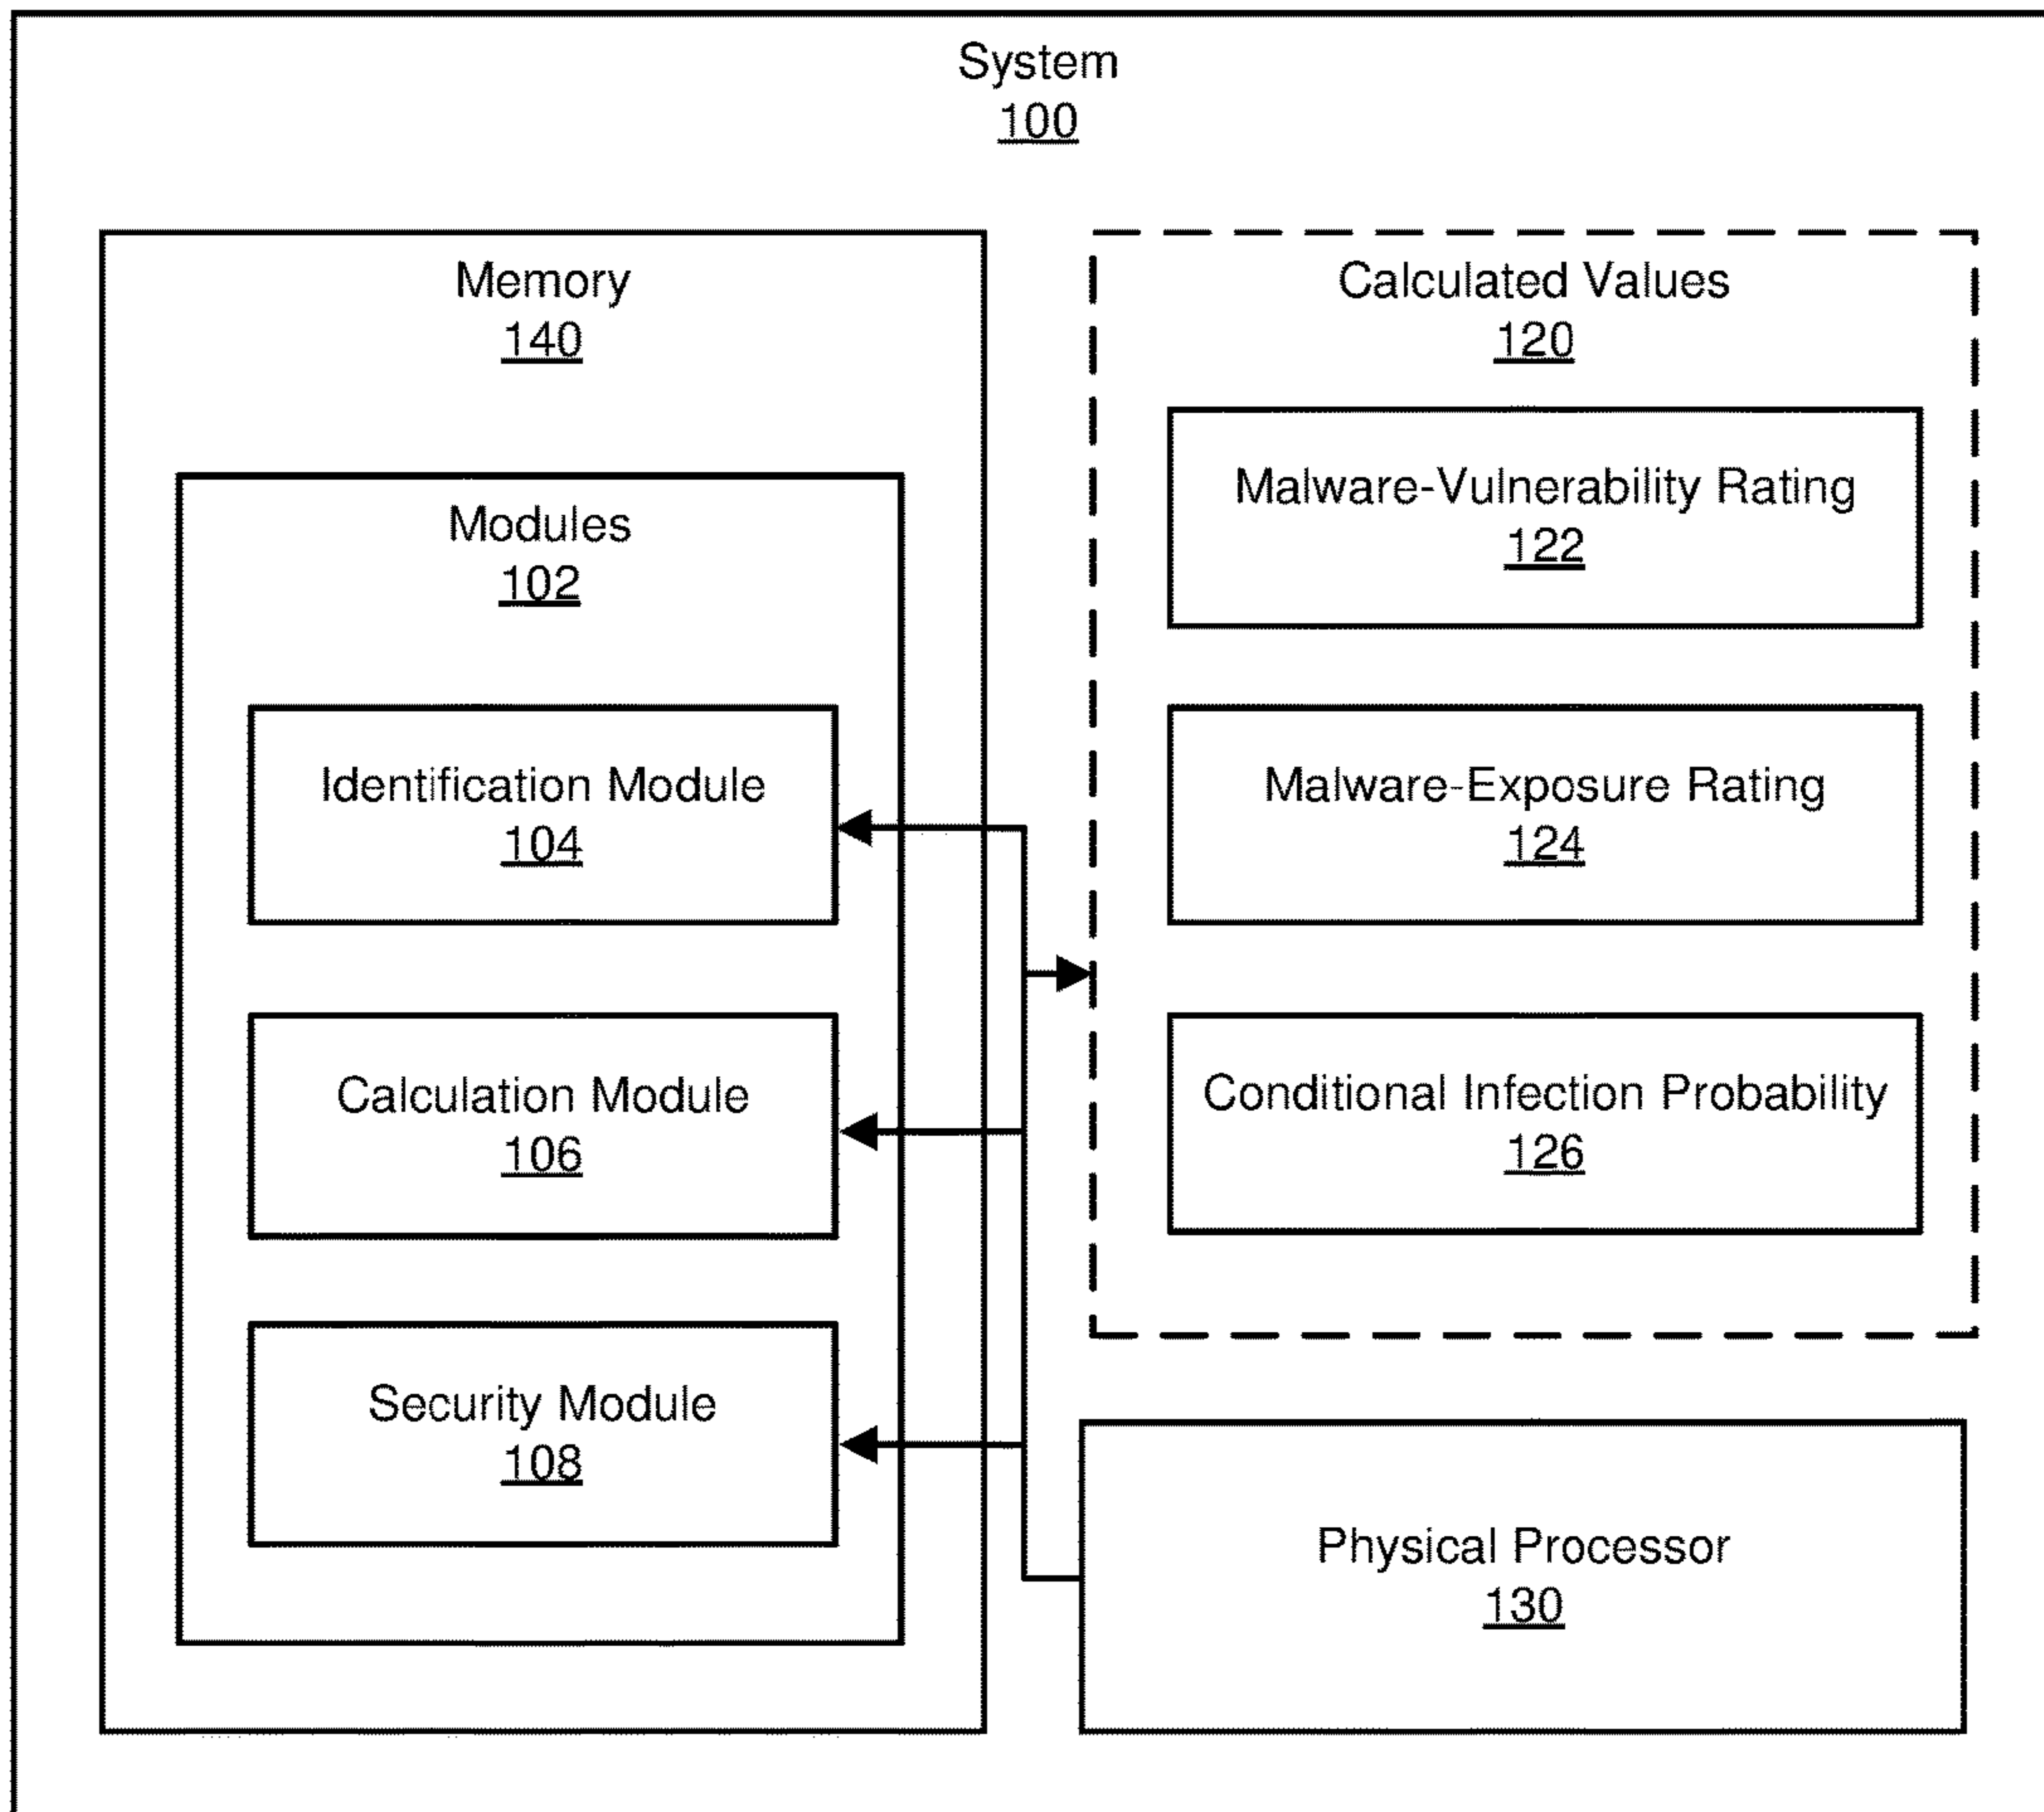 System
100
Memory
140
Modules
102
Identification Module
104
Calculation Module
106
Security Module
108
Calculated Values
120
Malware-Vulnerability Rating
122
Malware-Exposure Rating
124
Conditional Infection Probability
126
Physical Processor
130